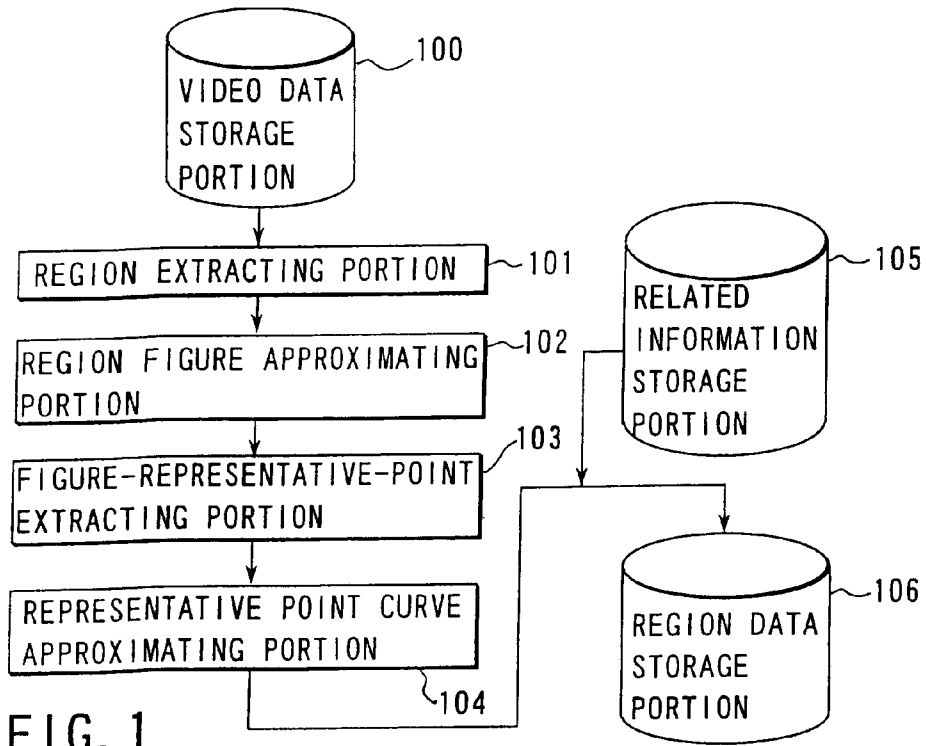 100
VIDEO DATA
STORAGE
PORTION
REGION EXTRACTING PORTION
101
REGION FIGURE APPROXIMATING
PORTION
102
FIGURE-REPRESENTATIVE-POINT
EXTRACTING PORTION
103
REPRESENTATIVE POINT CURVE
APPROXIMATING PORTION
104
105
RELATED
INFORMATION
STORAGE
PORTION
106
REGION DATA
STORAGE
PORTION
FIG. 1